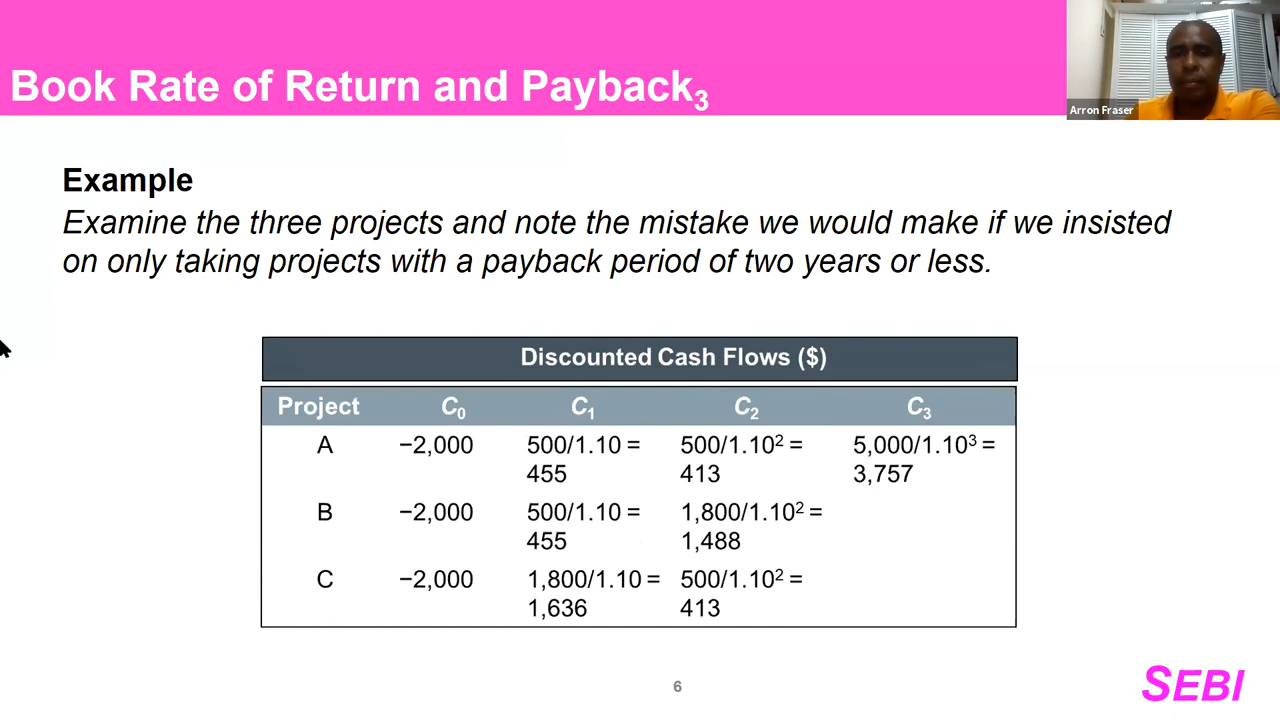 Book Rate of Return and Payback₃
Arron Fraser
Example
Examine the three projects and note the mistake we would make if we insisted
on only taking projects with a payback period of two years or less.
Discounted Cash Flows ($)
Project C₀ C₁ C₂ C₃
A −2,000 500/1.10 = 500/1.10² = 5,000/1.10³ =
455 413 3,757
B −2,000 500/1.10 = 1,800/1.10² =
455 1,488
C −2,000 1,800/1.10 = 500/1.10² =
1,636 413
6
SEBI